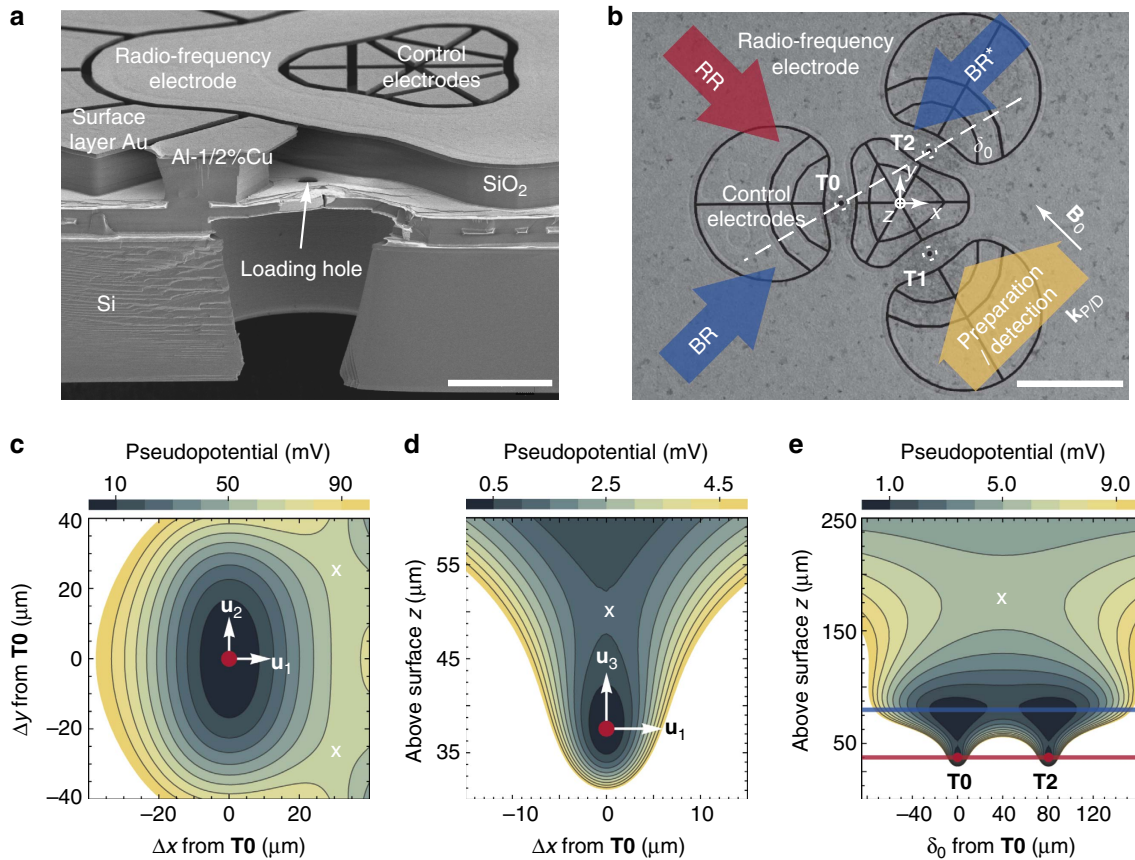 a
Radio-frequency
electrode
Control
electrodes
Surface
layer Au
Al-1/2%Cu
SiO2
Loading hole
Si
b
Radio-frequency
electrode
RR
BR*
T2
δ0
T0
y
Control
electrodes
z
x
B0
T1
BR
Preparation
/
detection
kP/D
c
Pseudopotential (mV)
10 50 90
40
20
0
−20
−40
u2
u1
x
x
−20 0 20
Δy from T0 (μm)
Δx from T0 (μm)
d
Pseudopotential (mV)
0.5 2.5 4.5
55
45
35
x
u3
u1
−10 0 10
Above surface z (μm)
Δx from T0 (μm)
e
Pseudopotential (mV)
1.0 5.0 9.0
250
150
50
x
T0 T2
−40 0 40 80 120
Above surface z (μm)
δ0 from T0 (μm)